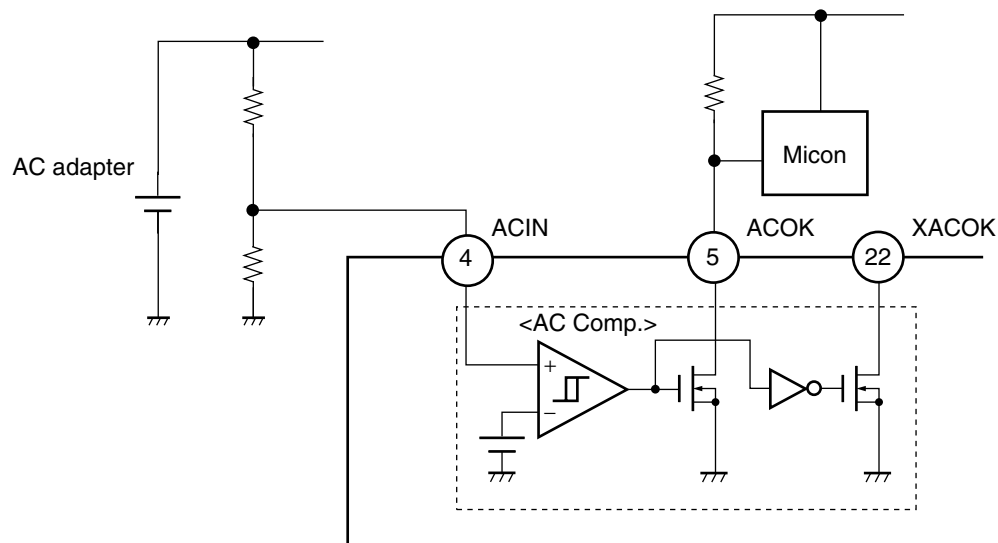 Micon
AC adapter
ACIN
ACOK
XACOK
4
5
22
<AC Comp.>
+
−